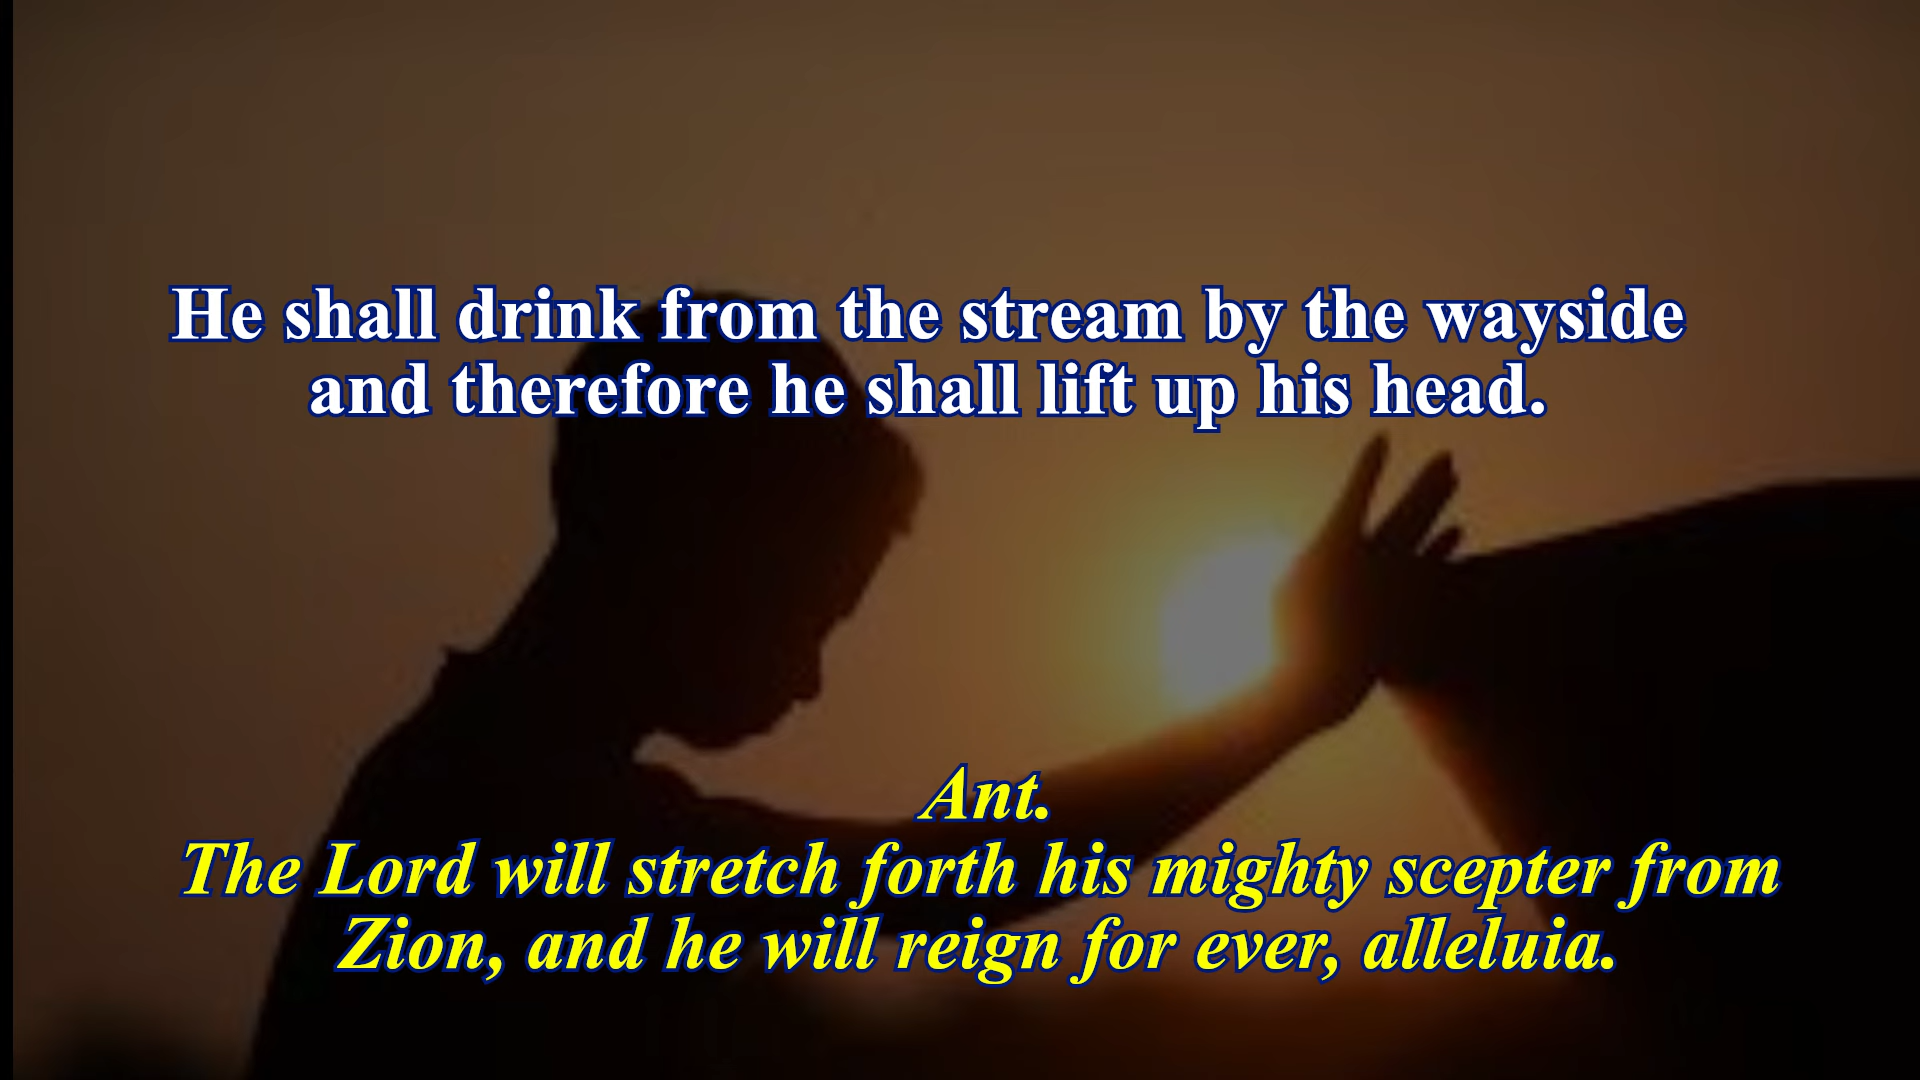 He shall drink from the stream by the wayside
and therefore he shall lift up his head.
Ant.
The Lord will stretch forth his mighty scepter from
Zion, and he will reign for ever, alleluia.